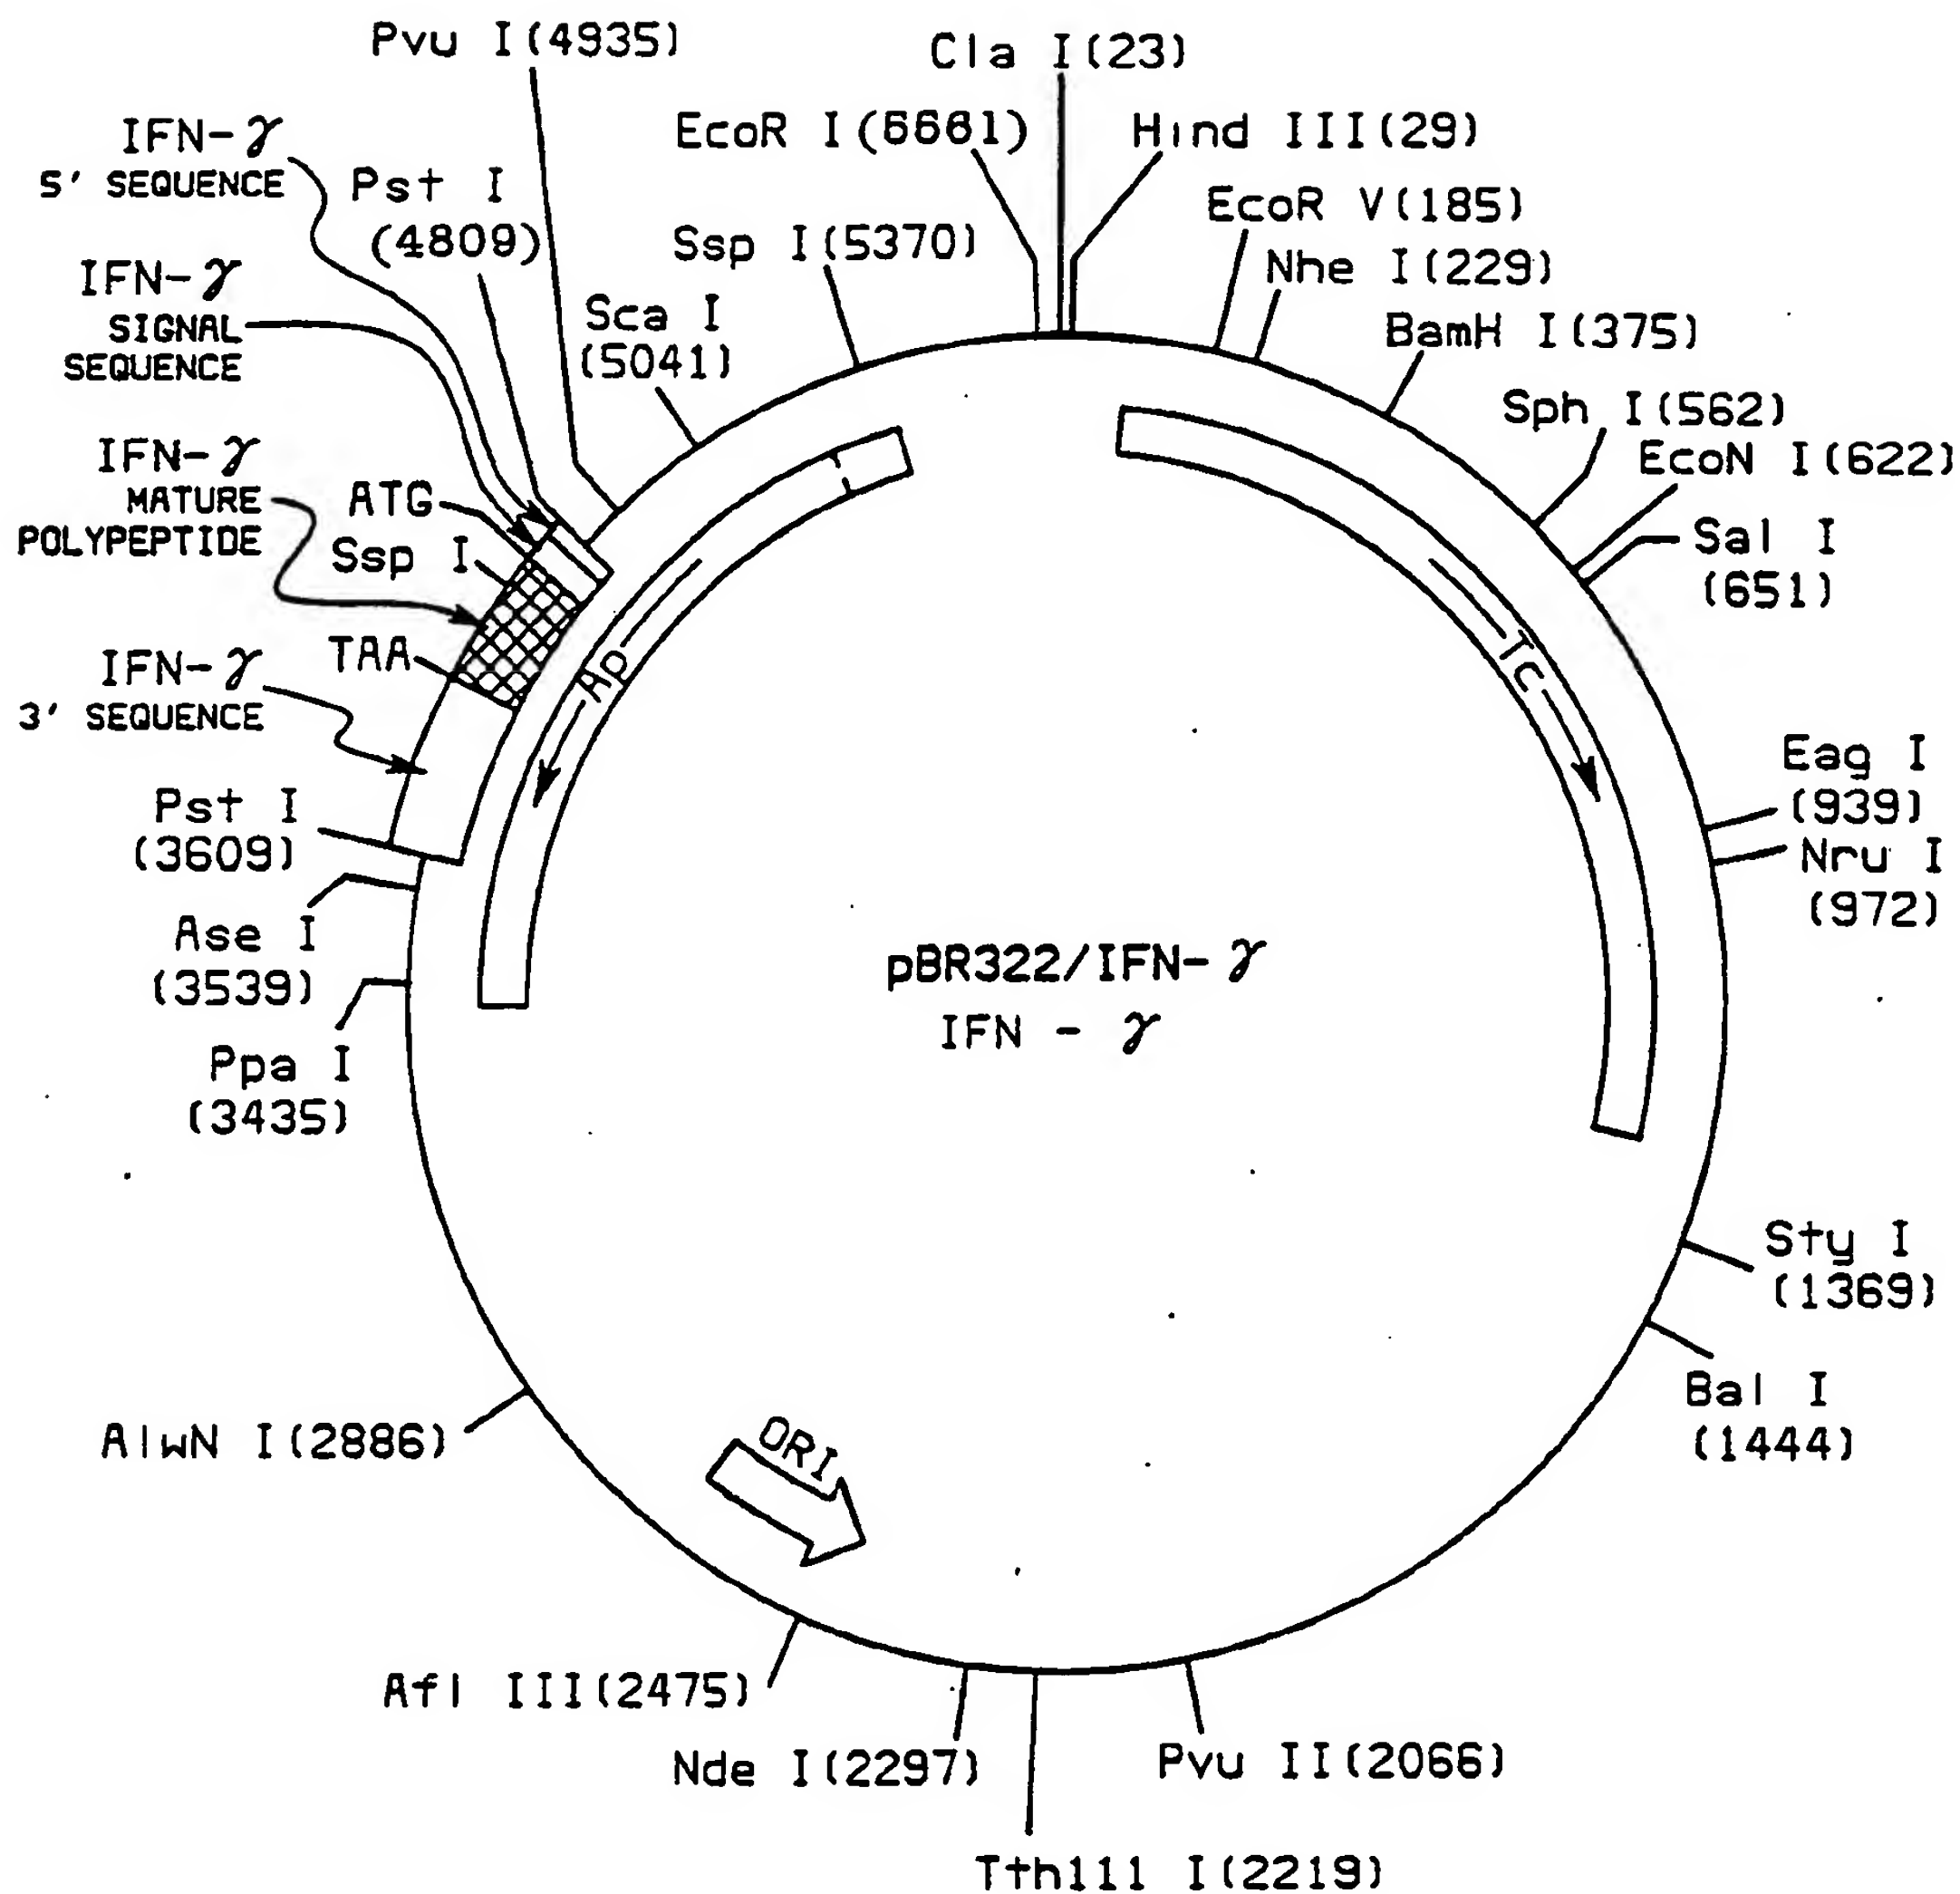 Pvu I(4935)
Cla I(23)
EcoR I(6661)
Hind III(29)
IFN-γ
5' SEQUENCE
Pst I
(4809)
Ssp I(5370)
EcoR V(185)
Nhe I(229)
IFN-γ
SIGNAL
SEQUENCE
Sca I
(5041)
BamH I(375)
Sph I(562)
EcoN I(622)
IFN-γ
MATURE
POLYPEPTIDE
ATG
Ssp I
Sal I
(651)
TAA
IFN-γ
3' SEQUENCE
Ap
TC
Eag I
(939)
Pst I
(3609)
Nru I
(972)
Ase I
(3539)
pBR322/IFN-γ
IFN - γ
Ppa I
(3435)
Sty I
(1369)
Bal I
(1444)
AlwN I(2886)
ORI
Afl III(2475)
Nde I(2297)
Pvu II(2066)
Tth111 I(2219)